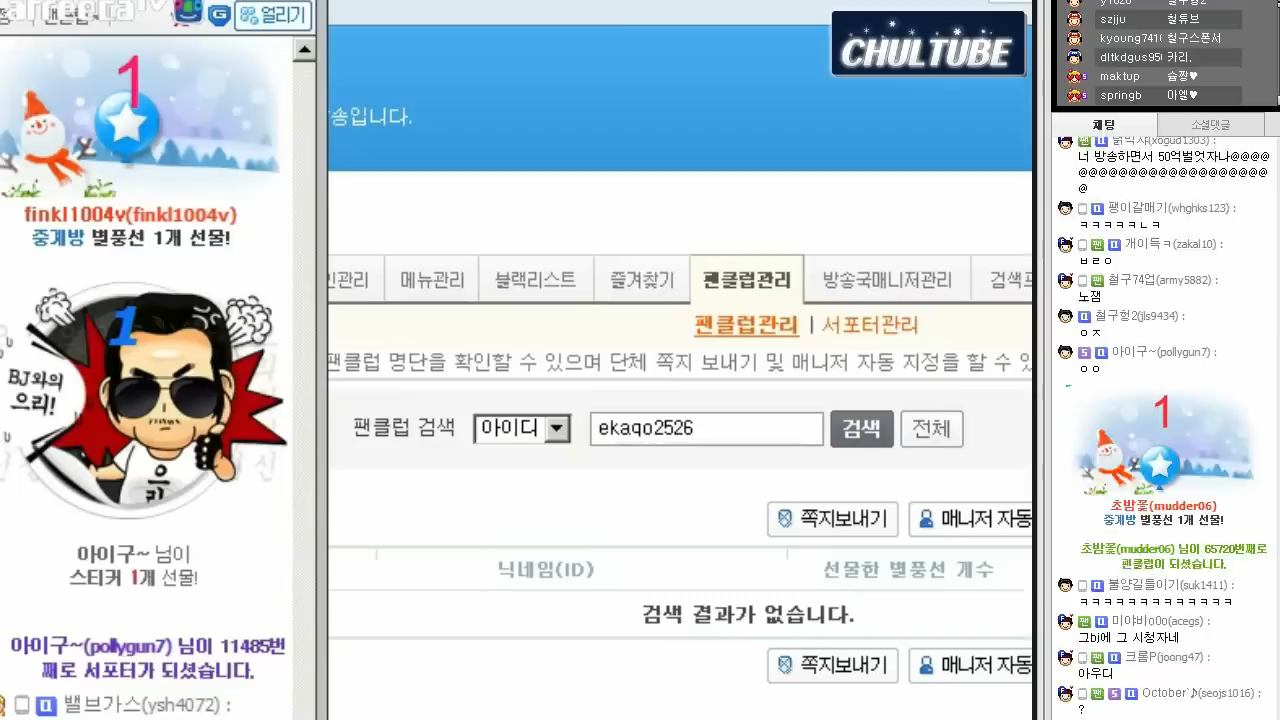 얼리기
1
finkl1004v(finkl1004v)
중계방 별풍선 1개 선물!
1
BJ와의
으리!
으
리
아이구~ 님이
스티커 1개 선물!
아이구~(pollygun7) 님이 11485번
째로 서포터가 되셨습니다.
밸브가스(ysh4072) :
CHULTUBE
송입니다.
메뉴관리
블랙리스트
즐겨찾기
팬클럽관리
방송국매니저관리
팬클럽관리 | 서포터관리
팬클럽 명단을 확인할 수 있으며 단체 쪽지 보내기 및 매니저 자동 지정을 할 수
팬클럽 검색 아이디 ekaqo2526 검색 전체
쪽지보내기 매니저 자동
닉네임(ID) 선물한 별풍선 개수
검색 결과가 없습니다.
쪽지보내기 매니저 자동
szjju 철튜브
kyoung741( 철구스폰서
dltkdgus95( 카리,
maktup 슴짱♥
springb 아엘♥
채팅 소셜댓글
너 방송하면서 50억벌엇자나@@@@
@@@@@@@@@@@@@@@@@@@
@
팽이갈매기(whghks123) :
ㅋㅋㅋㅋㅋㄴㅋ
개이득ㅋ(zakal10) :
ㅂㄹㅇ
철구74업(army5882) :
노잼
철구형2(jls9434) :
ㅇㅈ
아이구~(pollygun7) :
ㅇㅇ
1
초밤꽃(mudder06)
중계방 별풍선 1개 선물!
초밤꽃(mudder06) 님이 65720번째로
팬클럽이 되셨습니다.
불양길들이기(suk1411) :
ㅋㅋㅋㅋㅋㅋㅋㅋㅋㅋㅋㅋㅋ
미야비o00(acegs) :
그bj에 그 시청자네
크롬P(joong47) :
아우디
October`♪(seojs1016) :
?